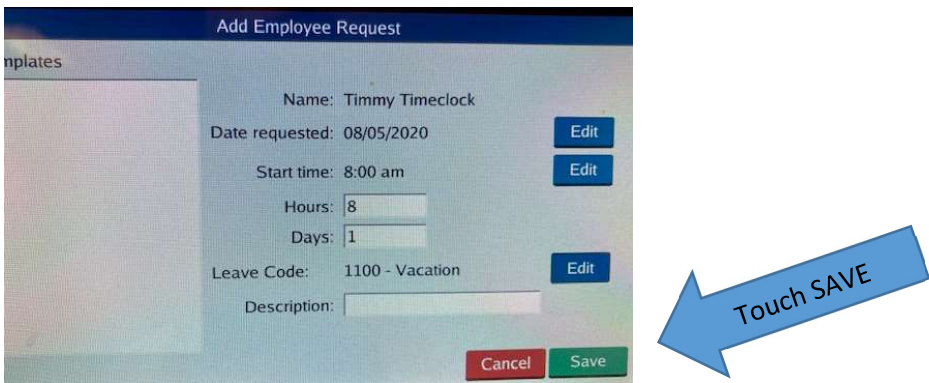 Add Employee Request
mplates
Name: Timmy Timeclock
Date requested: 08/05/2020 Edit
Start time: 8:00 am Edit
Hours: 8
Days: 1
Leave Code: 1100 - Vacation Edit
Description:
Touch SAVE
Cancel Save